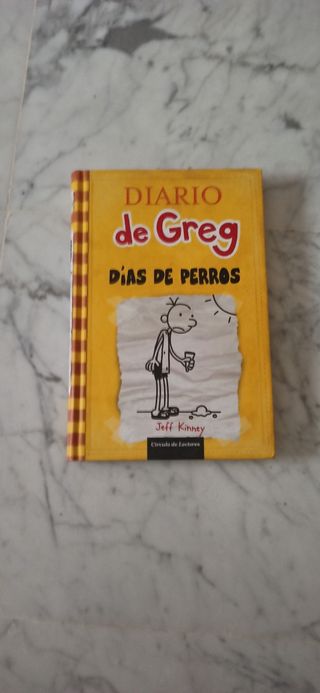 DIARIO
de Greg
DÍAS DE PERROS
Jeff Kinney
Círculo de Lectores